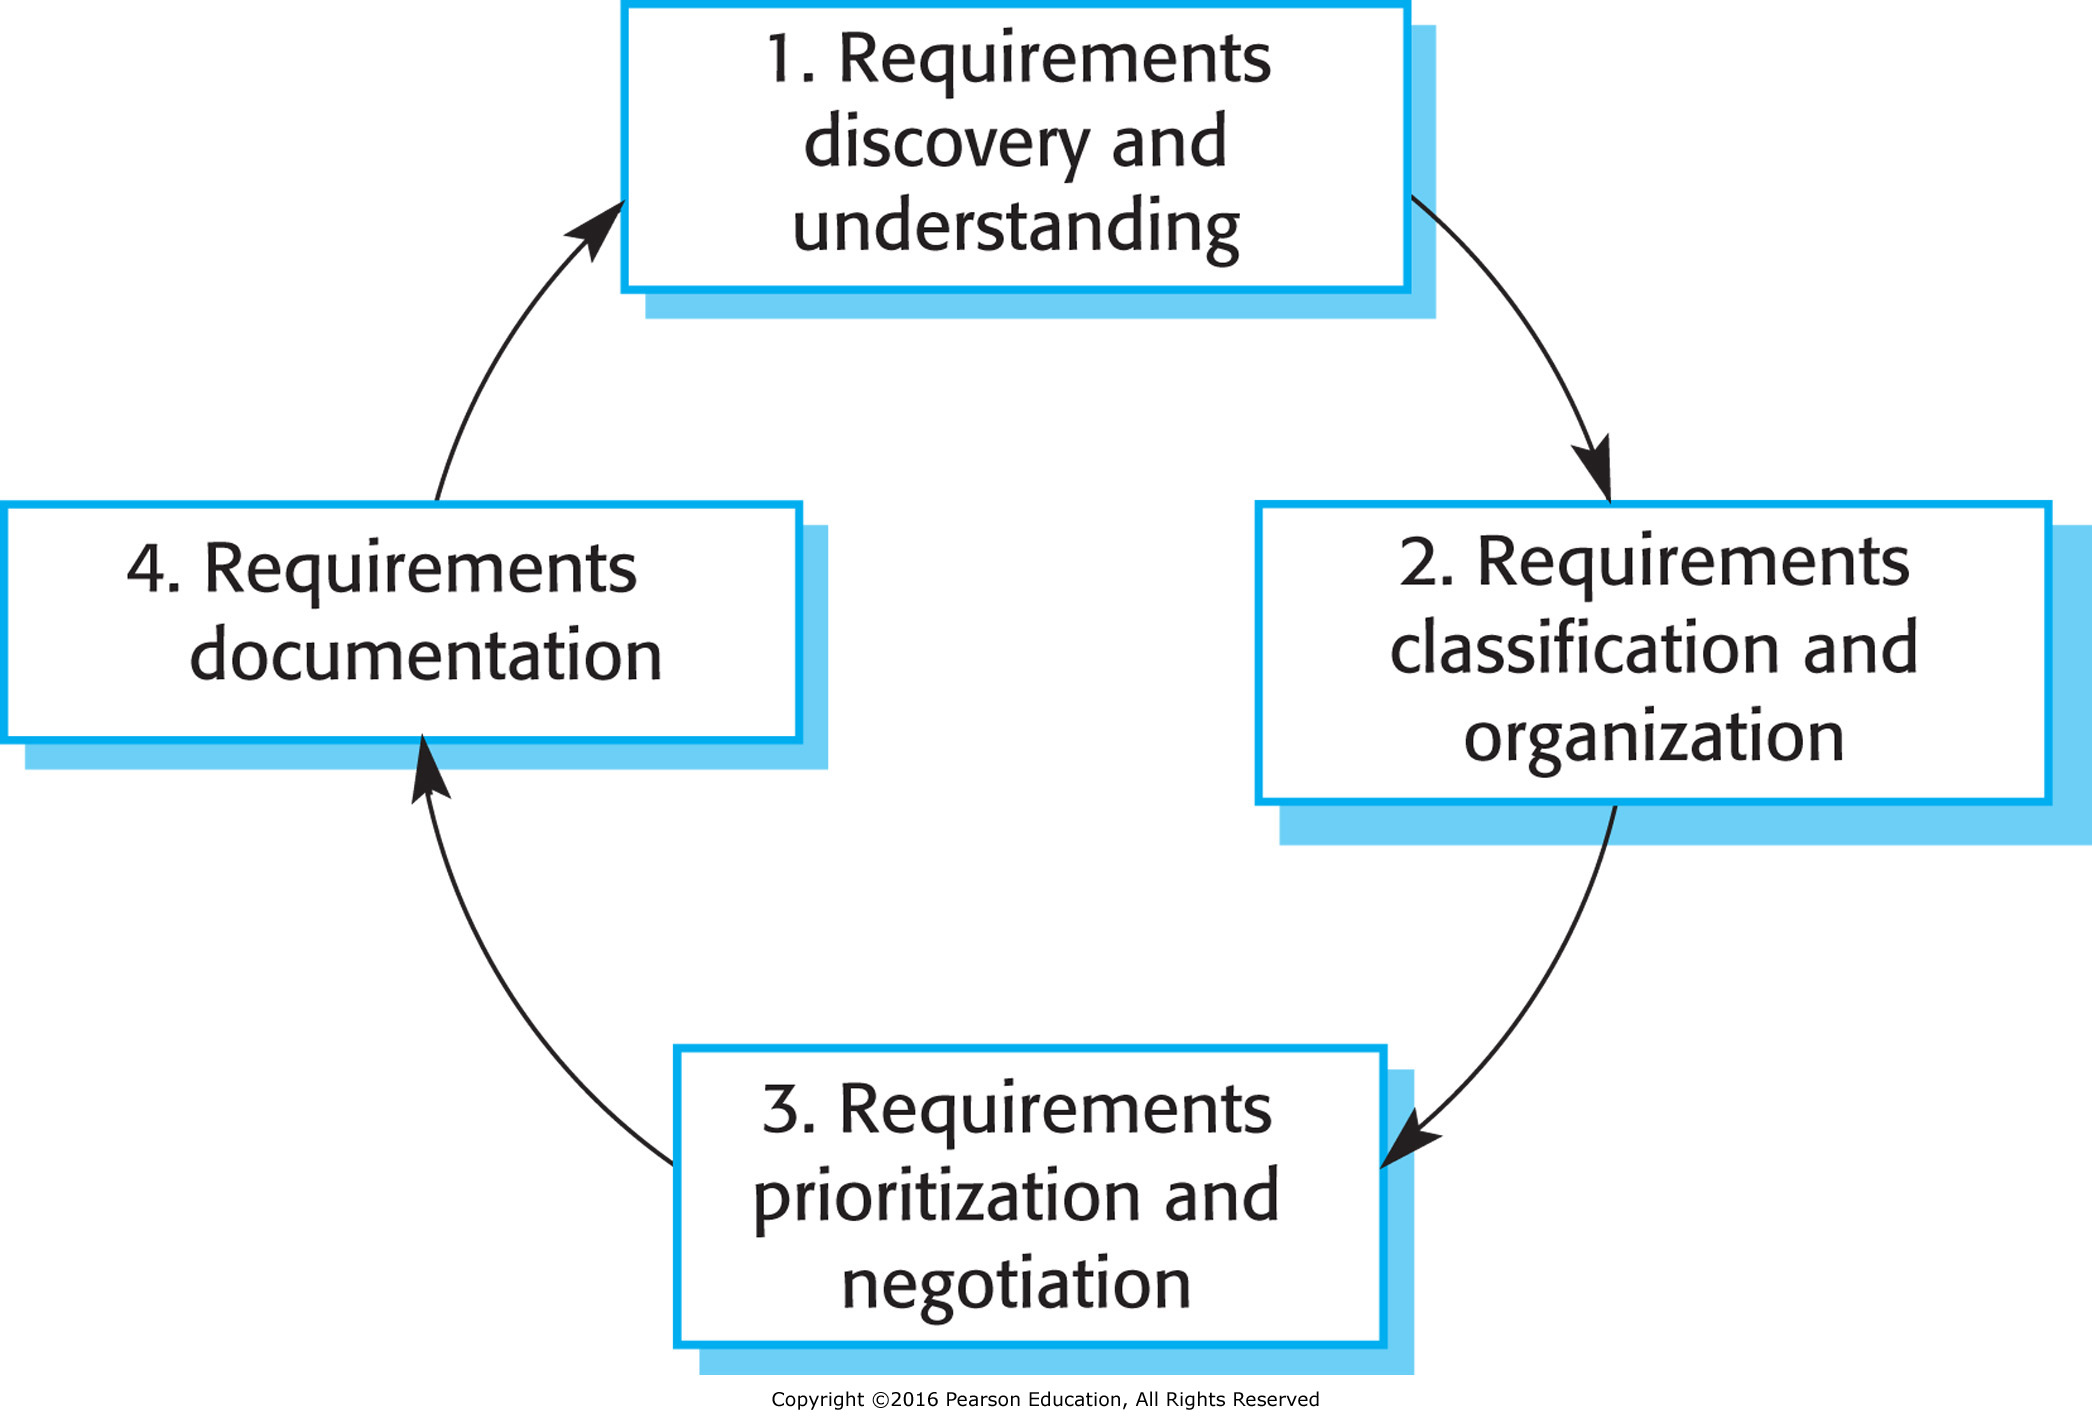 1. Requirements
discovery and
understanding
2. Requirements
classification and
organization
3. Requirements
prioritization and
negotiation
4. Requirements
documentation
Copyright ©2016 Pearson Education, All Rights Reserved